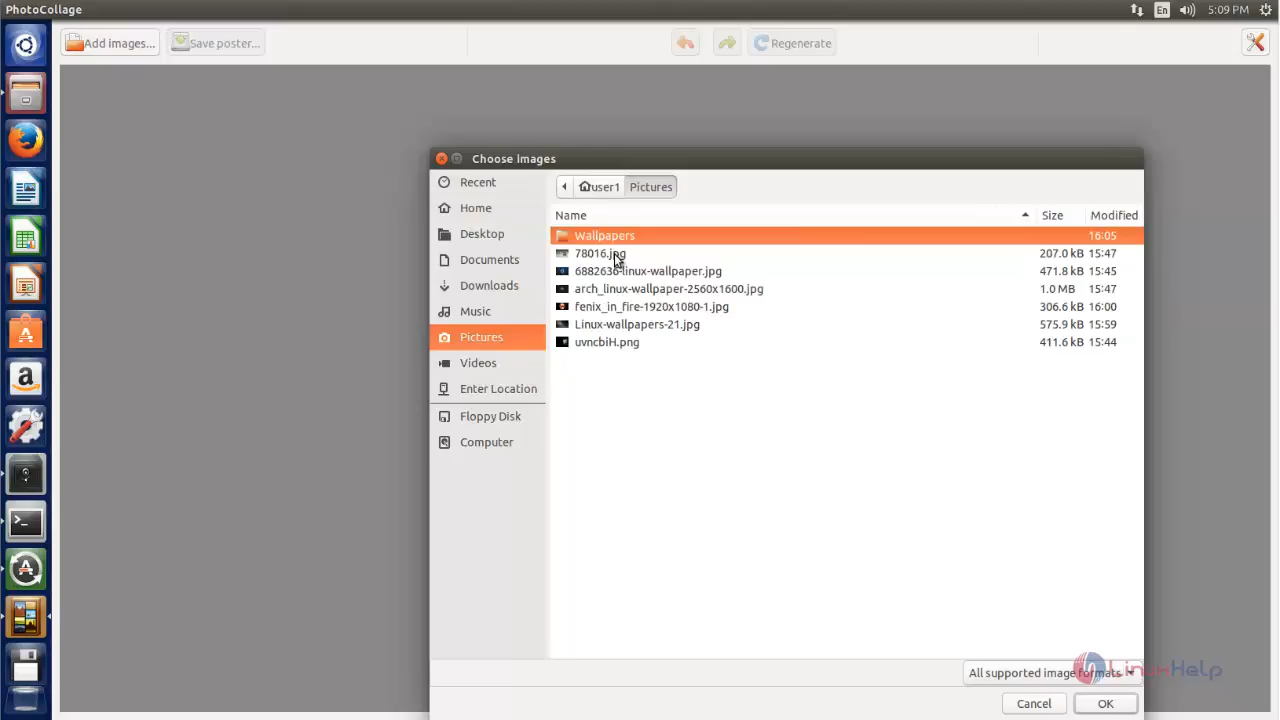 PhotoCollage
En
5:09 PM
Add images...
Save poster...
Regenerate
Choose images
Recent
Home
Desktop
Documents
Downloads
Music
Pictures
Videos
Enter Location
Floppy Disk
Computer
user1 Pictures
Name Size Modified
Wallpapers 16:05
78016.jpg 207.0 kB 15:47
6882636-linux-wallpaper.jpg 471.8 kB 15:45
arch_linux-wallpaper-2560x1600.jpg 1.0 MB 15:47
fenix_in_fire-1920x1080-1.jpg 306.6 kB 16:00
Linux-wallpapers-21.jpg 575.9 kB 15:59
uvncbiH.png 411.6 kB 15:44
All supported image formats
LinuxHelp
Cancel
OK